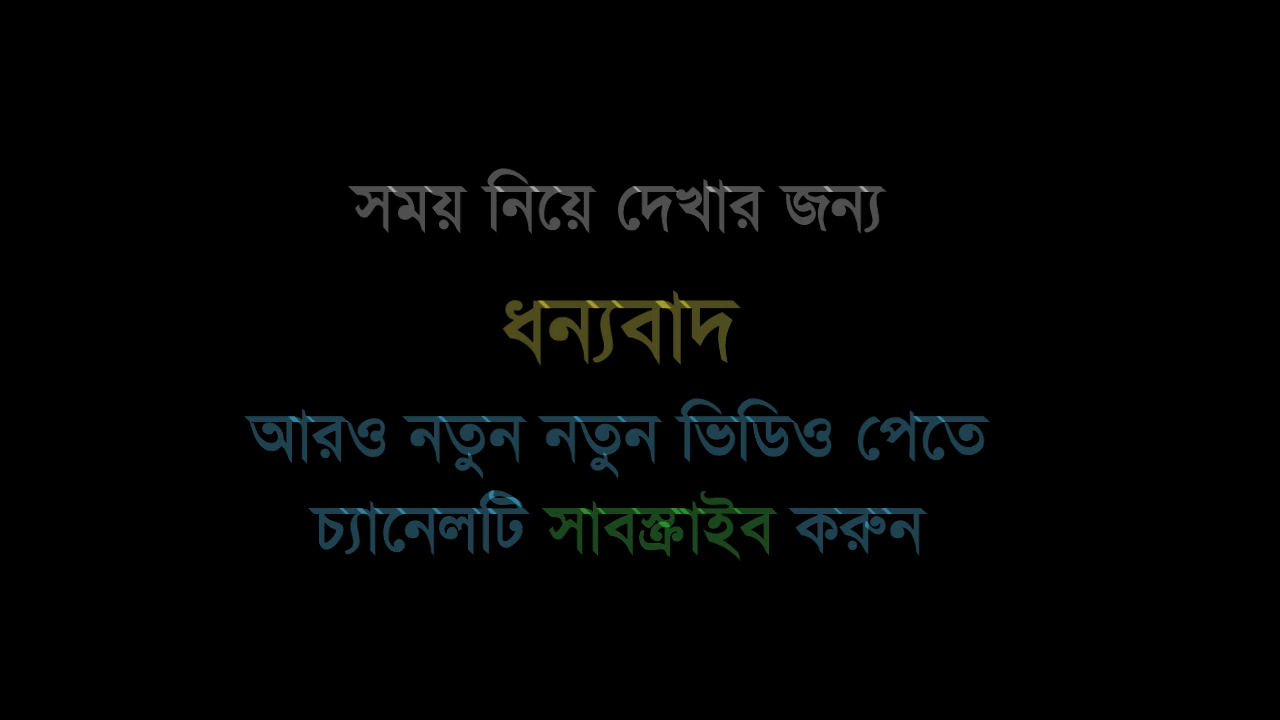 সময় নিয়ে দেখার জন্য
ধন্যবাদ
আরও নতুন নতুন ভিডিও পেতে
চ্যানেলটি সাবস্ক্রাইব করুন